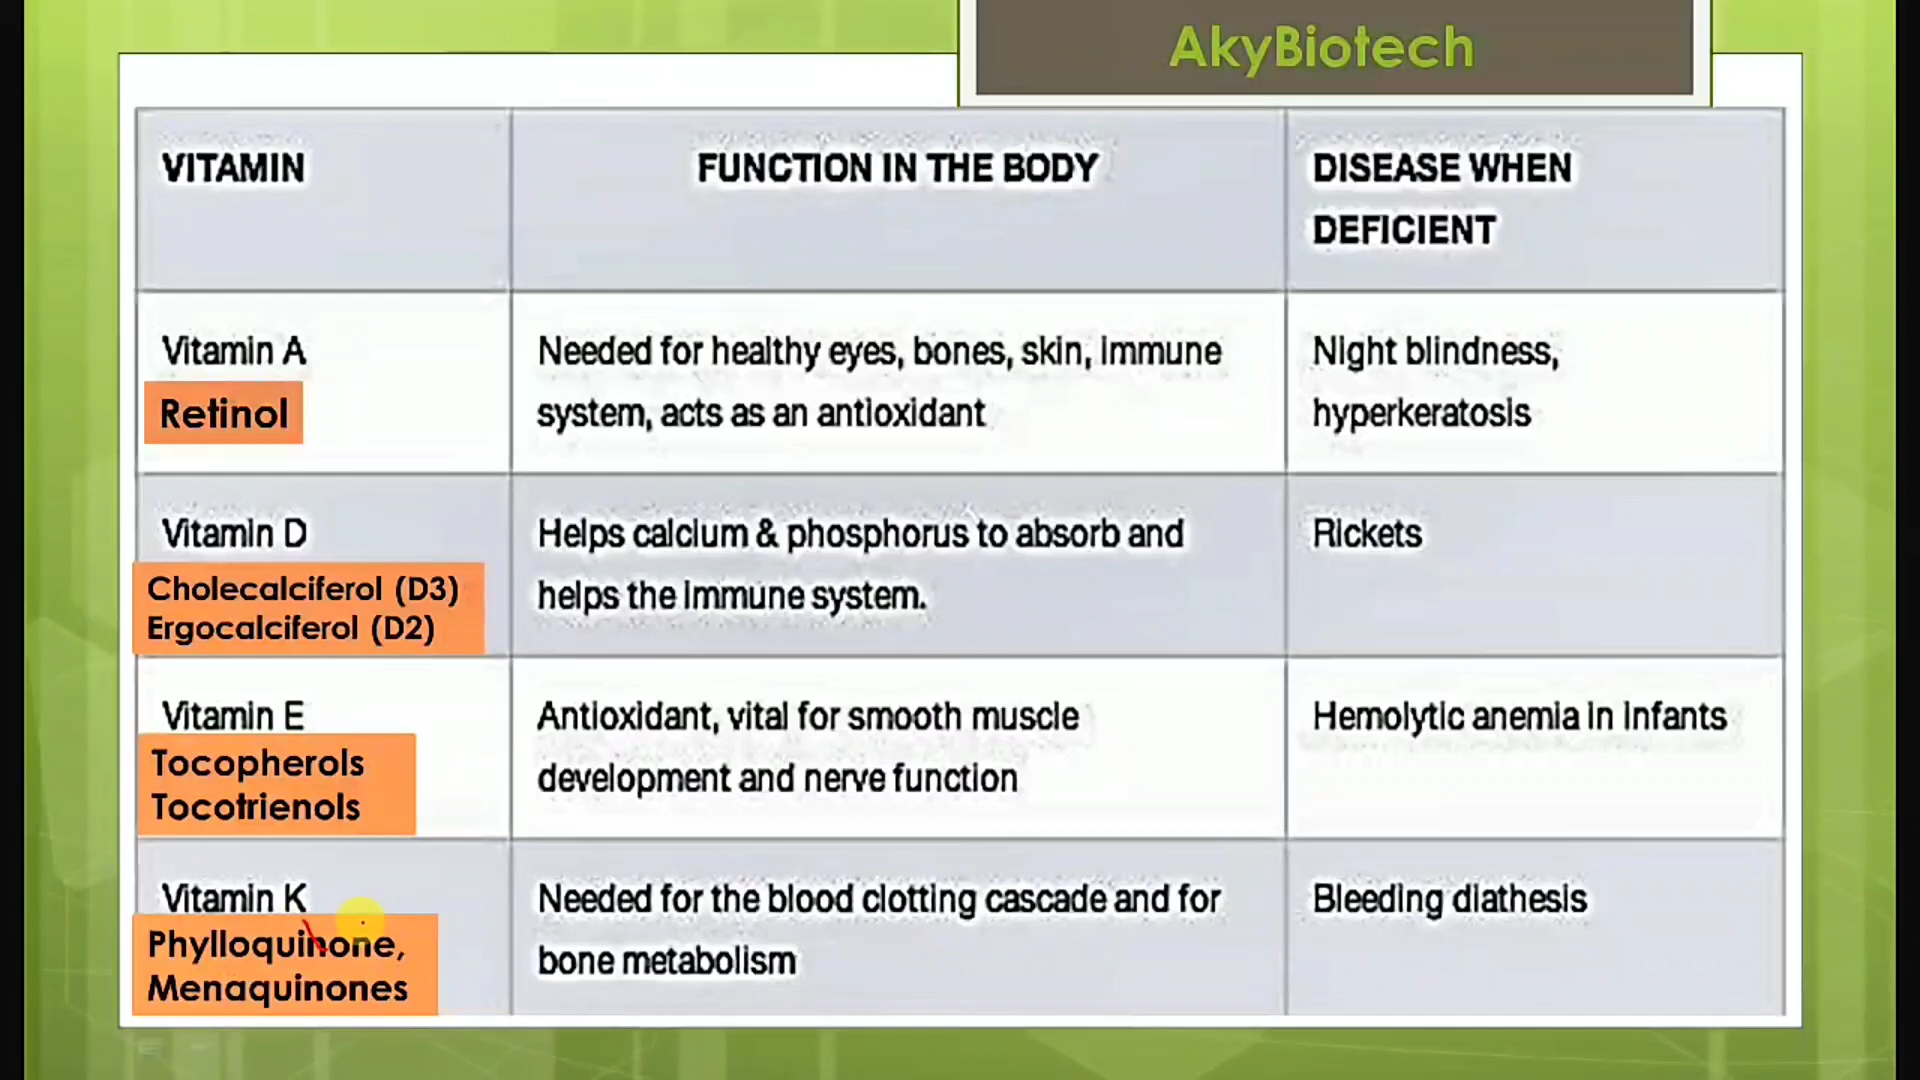 AkyBiotech
VITAMIN
FUNCTION IN THE BODY
DISEASE WHEN
DEFICIENT
Vitamin A
Retinol
Needed for healthy eyes, bones, skin, immune
system, acts as an antioxidant
Night blindness,
hyperkeratosis
Vitamin D
Cholecalciferol (D3)
Ergocalciferol (D2)
Helps calcium & phosphorus to absorb and
helps the immune system.
Rickets
Vitamin E
Tocopherols
Tocotrienols
Antioxidant, vital for smooth muscle
development and nerve function
Hemolytic anemia in infants
Vitamin K
Phylloquinone,
Menaquinones
Needed for the blood clotting cascade and for
bone metabolism
Bleeding diathesis